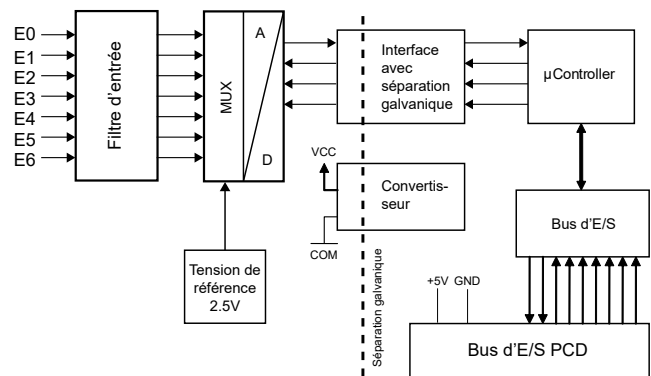 E0
E1
E2
E3
E4
E5
E6
Filtre d'entrée
MUX
A
D
Interface
avec
séparation
galvanique
µController
VCC
COM
Convertis-
seur
Tension de
référence
2.5V
Séparation galvanique
Bus d'E/S
+5V GND
Bus d'E/S PCD